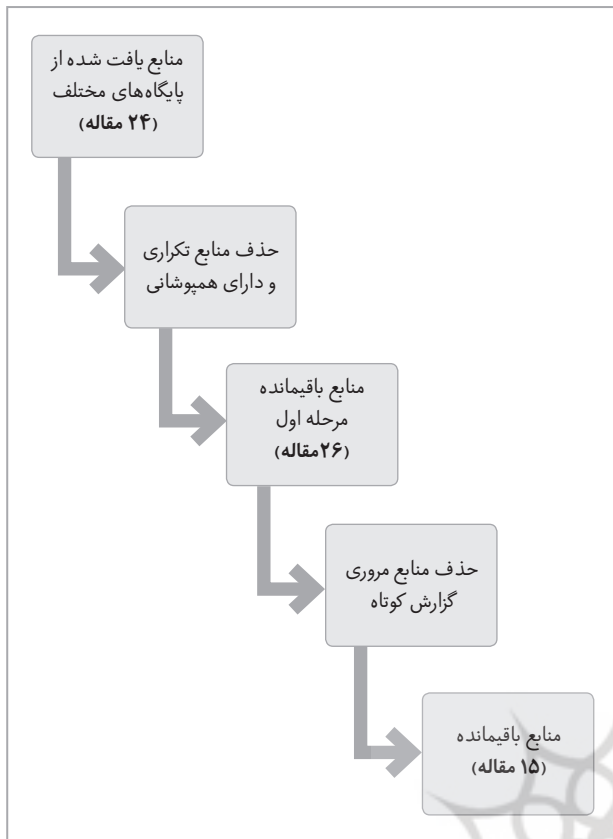 منابع یافت شده از
پایگاه‌های مختلف
(۲۴ مقاله)
حذف منابع تکراری
و دارای همپوشانی
منابع باقیمانده
مرحله اول
(۲۶مقاله)
حذف منابع مروری
گزارش کوتاه
منابع باقیمانده
(۱۵ مقاله)